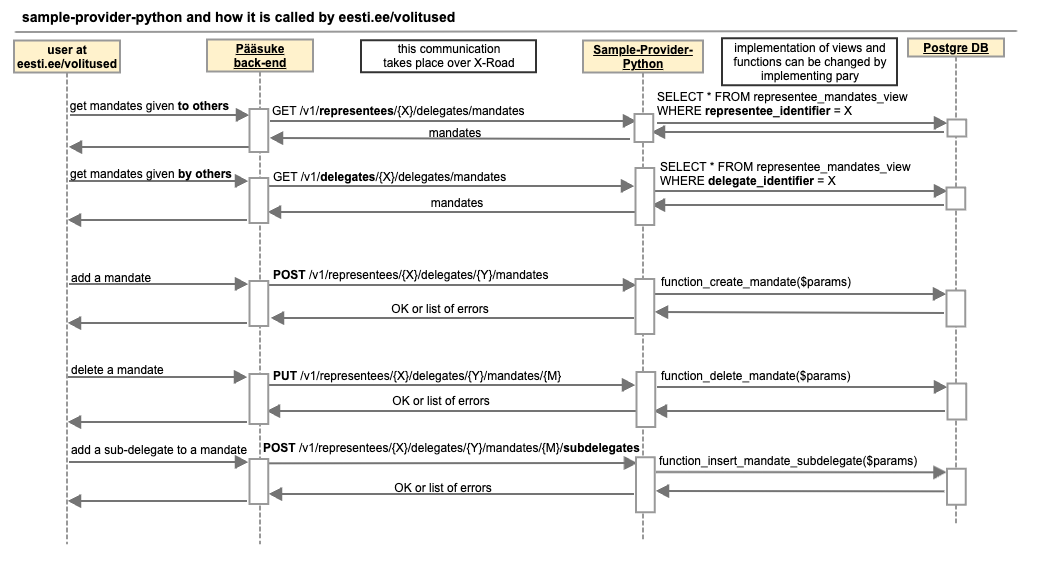 sample-provider-python and how it is called by eesti.ee/volitused
user at
eesti.ee/volitused
Pääsuke
back-end
this communication
takes place over X-Road
Sample-Provider-
Python
implementation of views and
functions can be changed by
implementing pary
Postgre DB
get mandates given to others
GET /v1/representees/{X}/delegates/mandates
SELECT * FROM representee_mandates_view
WHERE representee_identifier = X
mandates
get mandates given by others
GET /v1/delegates/{X}/delegates/mandates
SELECT * FROM representee_mandates_view
WHERE delegate_identifier = X
mandates
add a mandate
POST /v1/representees/{X}/delegates/{Y}/mandates
function_create_mandate($params)
OK or list of errors
delete a mandate
PUT /v1/representees/{X}/delegates/{Y}/mandates/{M}
function_delete_mandate($params)
OK or list of errors
add a sub-delegate to a mandate
POST /v1/representees/{X}/delegates/{Y}/mandates/{M}/subdelegates
function_insert_mandate_subdelegate($params)
OK or list of errors